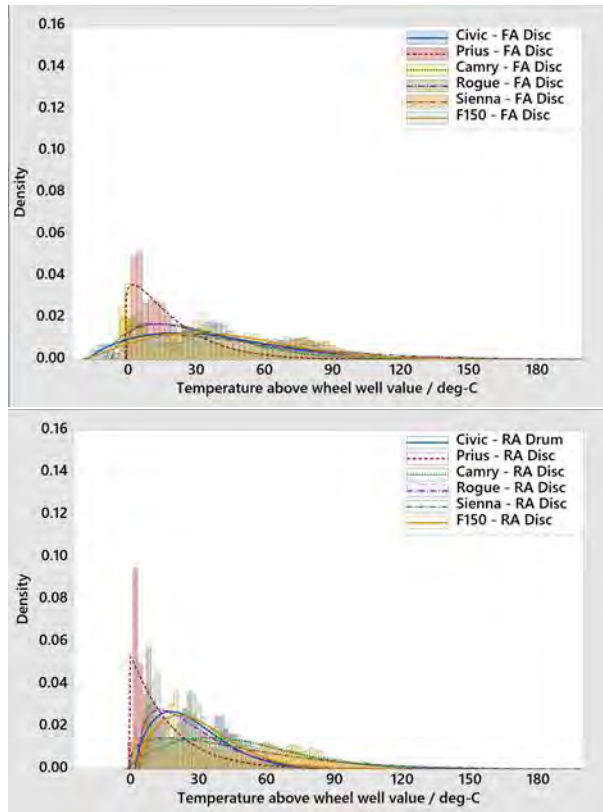 0.16
0.14
0.12
0.10
0.08
0.06
0.04
0.02
0.00
Density
0 30 60 90 120 150 180
Temperature above wheel well value / deg-C
Civic - FA Disc
Prius - FA Disc
Camry - FA Disc
Rogue - FA Disc
Sienna - FA Disc
F150 - FA Disc
0.16
0.14
0.12
0.10
0.08
0.06
0.04
0.02
0.00
Density
0 30 60 90 120 150 180
Temperature above wheel well value / deg-C
Civic - RA Drum
Prius - RA Disc
Camry - RA Disc
Rogue - RA Disc
Sienna - RA Disc
F150 - RA Disc